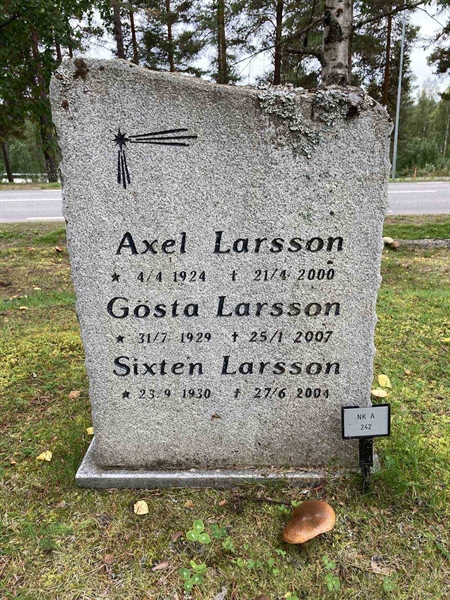 Axel Larsson
★ 4/4 1924 † 21/4 2000
Gösta Larsson
★ 31/7 1929 † 25/1 2007
Sixten Larsson
★ 23/9 1930 † 27/6 2004
NK A
242